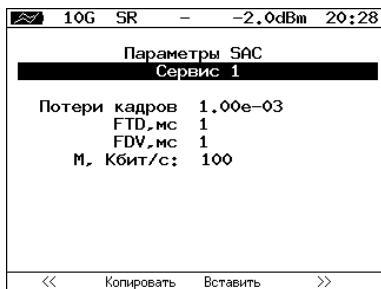 10G SR – -2.0dBm 20:28
Параметры SAC
Сервис 1
Потери кадров 1.00e-03
FTD,мс 1
FDV,мс 1
М, Кбит/с: 100
<< Копировать Вставить >>